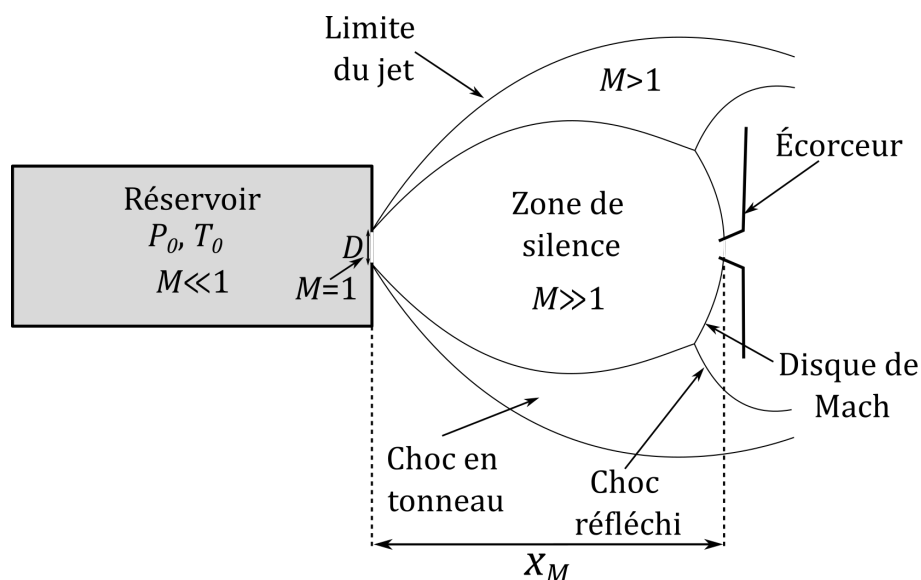 Limite
du jet
M>1
Écorceur
Réservoir
P₀, T₀
M≪1
D
M=1
Zone de
silence
M≫1
Disque de
Mach
Choc en
tonneau
Choc
réfléchi
x_M